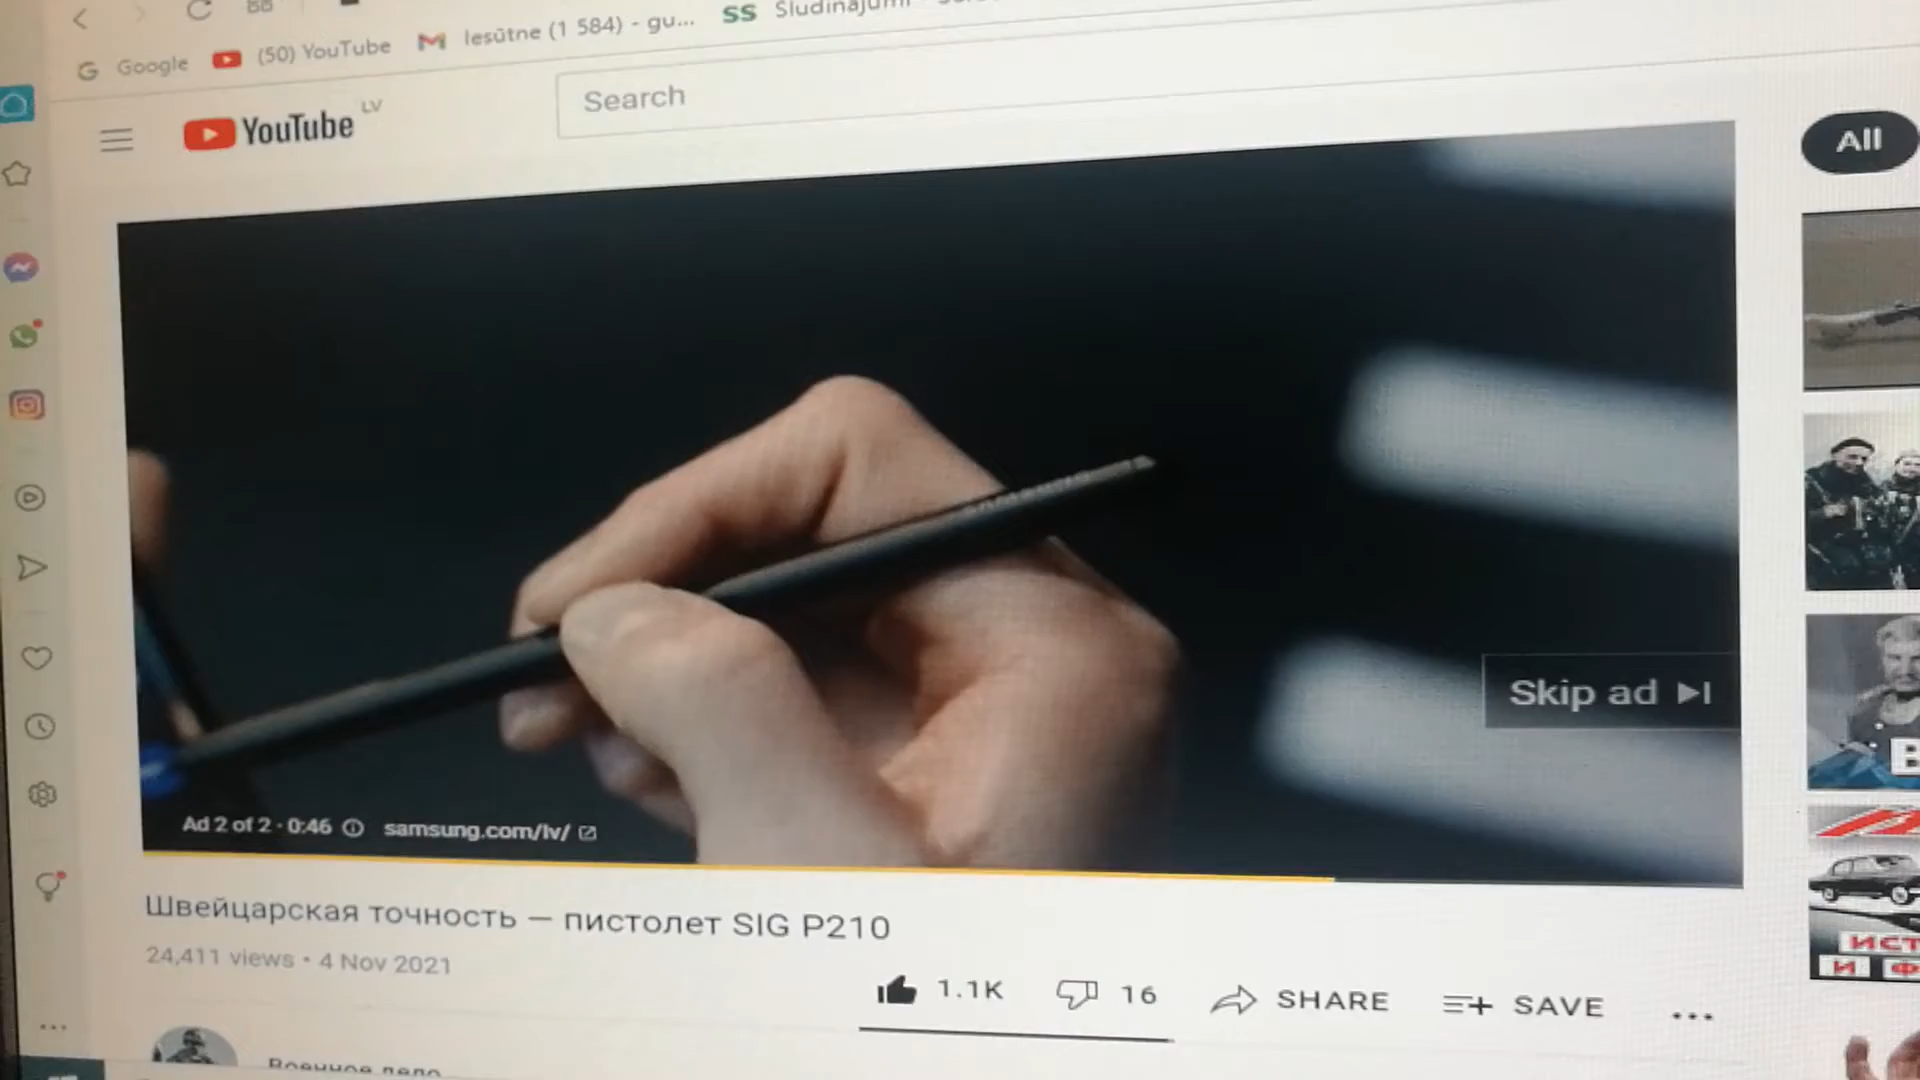 Iesūtne (1 584) - gu...
SS
Google
(50) YouTube
YouTube LV
Search
All
Skip ad
Ad 2 of 2 · 0:46
samsung.com/lv/
Швейцарская точность — пистолет SIG P210
24,411 views • 4 Nov 2021
1.1K
16
SHARE
SAVE
...
И